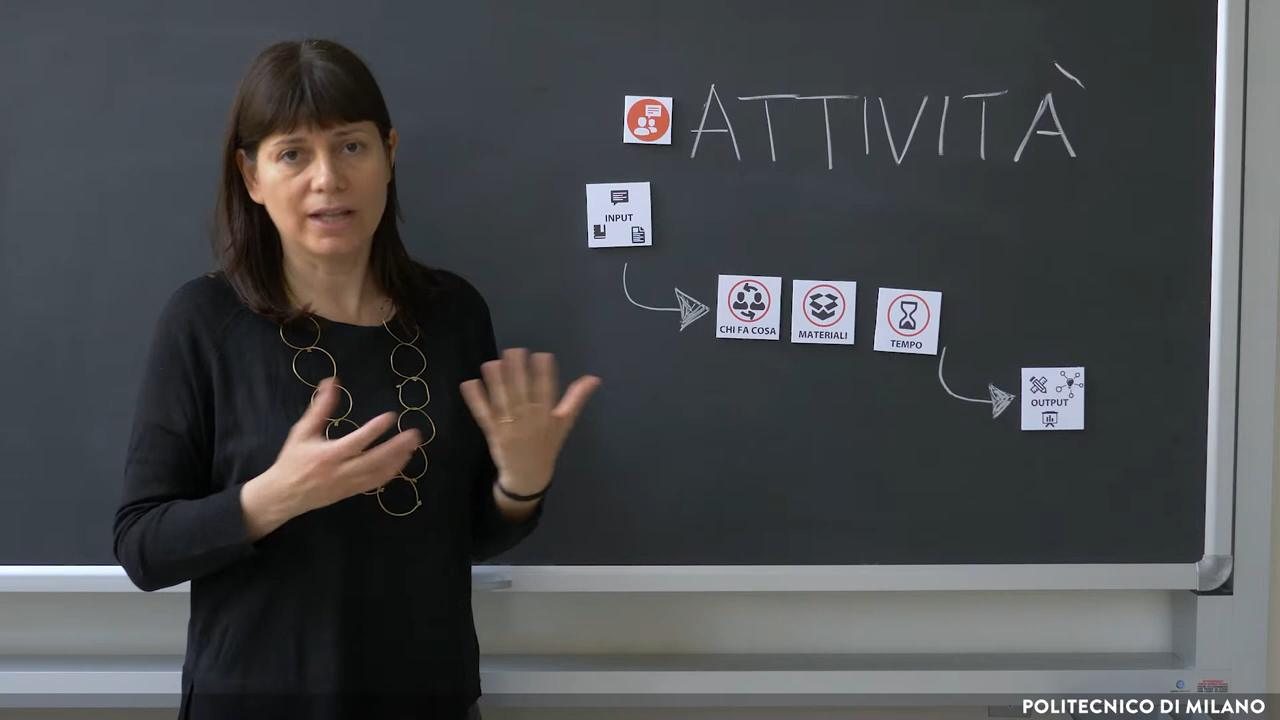 ATTIVITÀ
INPUT
CHI FA COSA
MATERIALI
TEMPO
OUTPUT
POLITECNICO DI MILANO